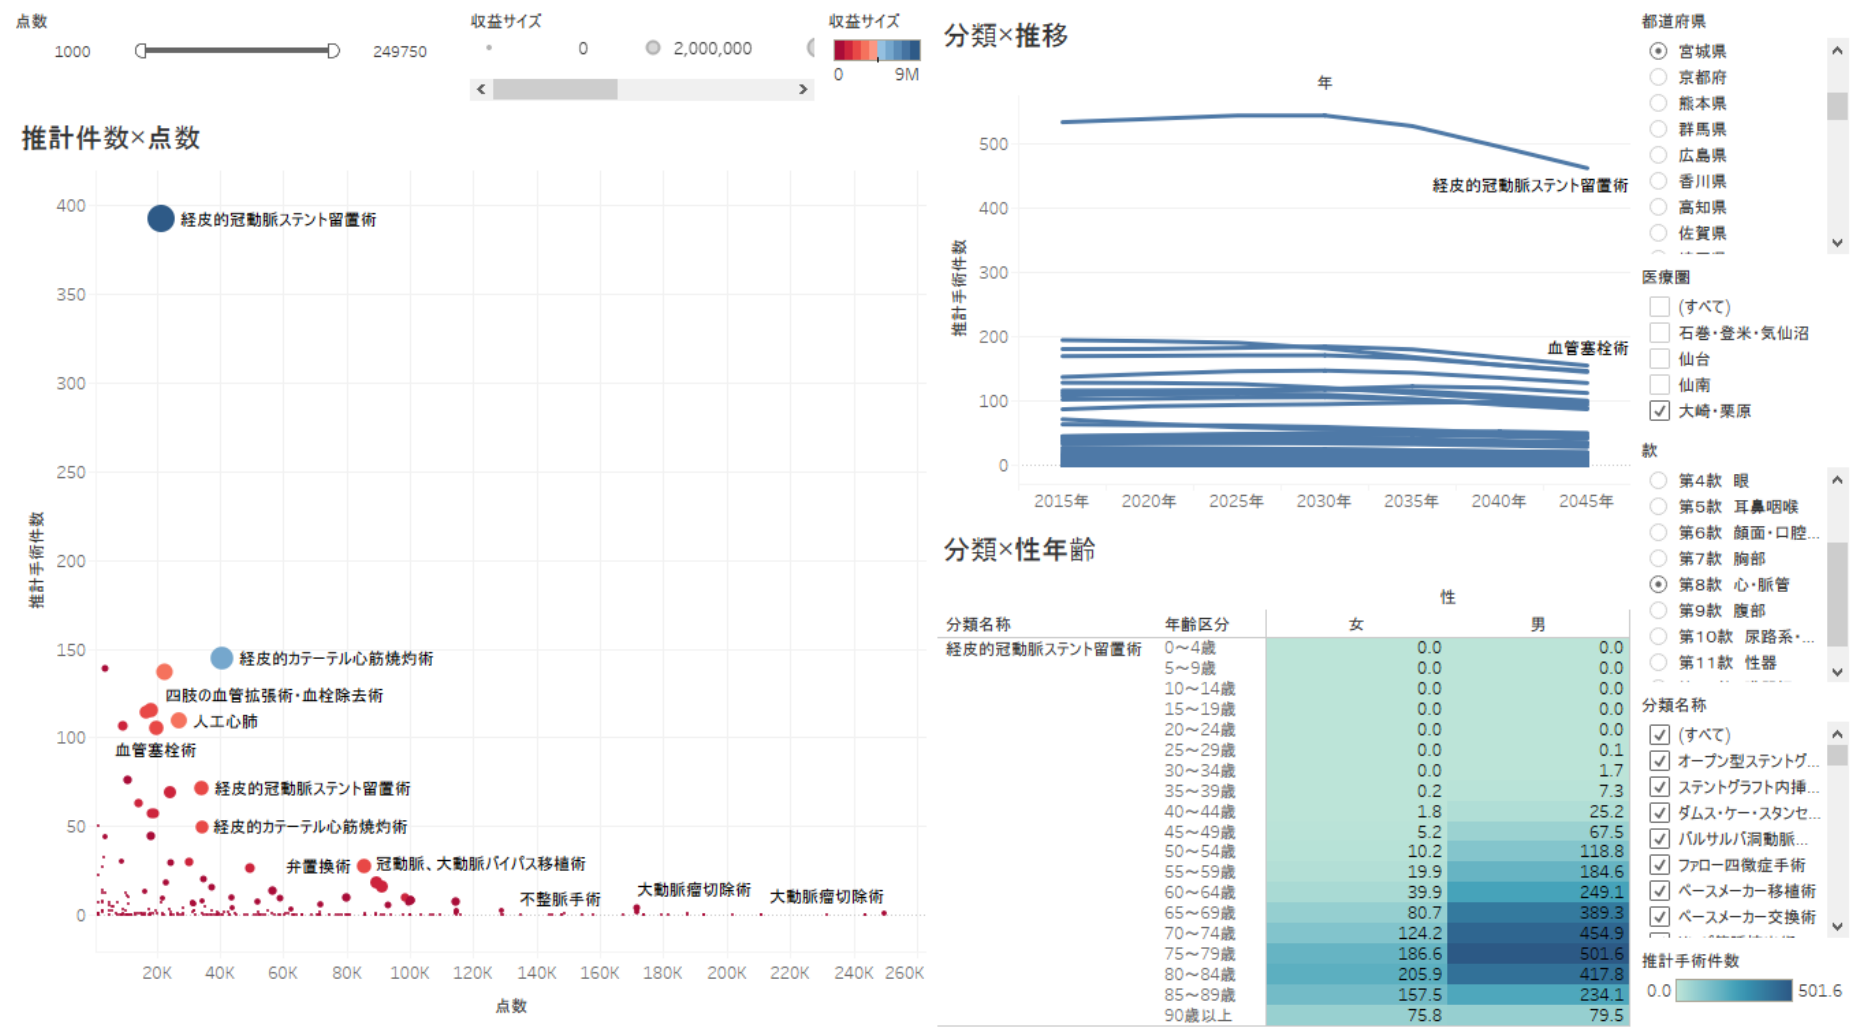 点数
1000
249750
収益サイズ
0
2,000,000
収益サイズ
0
9M
推計件数×点数
推計手術件数
400
350
300
250
200
150
100
50
0
経皮的冠動脈ステント留置術
経皮的カテーテル心筋焼灼術
四肢の血管拡張術・血栓除去術
人工心肺
血管塞栓術
経皮的冠動脈ステント留置術
経皮的カテーテル心筋焼灼術
弁置換術
冠動脈、大動脈バイパス移植術
不整脈手術
大動脈瘤切除術
大動脈瘤切除術
20K 40K 60K 80K 100K 120K 140K 160K 180K 200K 220K 240K 260K
点数
分類×推移
年
推計手術件数
500
400
300
200
100
0
経皮的冠動脈ステント留置術
血管塞栓術
2015年 2020年 2025年 2030年 2035年 2040年 2045年
分類×性年齢
性
分類名称 年齢区分 女 男
経皮的冠動脈ステント留置術 0～4歳 0.0 0.0
5～9歳 0.0 0.0
10～14歳 0.0 0.0
15～19歳 0.0 0.0
20～24歳 0.0 0.0
25～29歳 0.0 0.1
30～34歳 0.0 1.7
35～39歳 0.2 7.3
40～44歳 1.8 25.2
45～49歳 5.2 67.5
50～54歳 10.2 118.8
55～59歳 19.9 184.6
60～64歳 39.9 249.1
65～69歳 80.7 389.3
70～74歳 124.2 454.9
75～79歳 186.6 501.6
80～84歳 205.9 417.8
85～89歳 157.5 234.1
90歳以上 75.8 79.5
都道府県
宮城県
京都府
熊本県
群馬県
広島県
香川県
高知県
佐賀県
医療圏
(すべて)
石巻・登米・気仙沼
仙台
仙南
大崎・栗原
款
第4款 眼
第5款 耳鼻咽喉
第6款 顔面・口腔...
第7款 胸部
第8款 心・脈管
第9款 腹部
第10款 尿路系・...
第11款 性器
分類名称
(すべて)
オープン型ステントグ...
ステントグラフト内挿...
ダムス・ケー・スタンセ...
バルサルバ洞動脈...
ファロー四徴症手術
ペースメーカー移植術
ペースメーカー交換術
推計手術件数
0.0
501.6